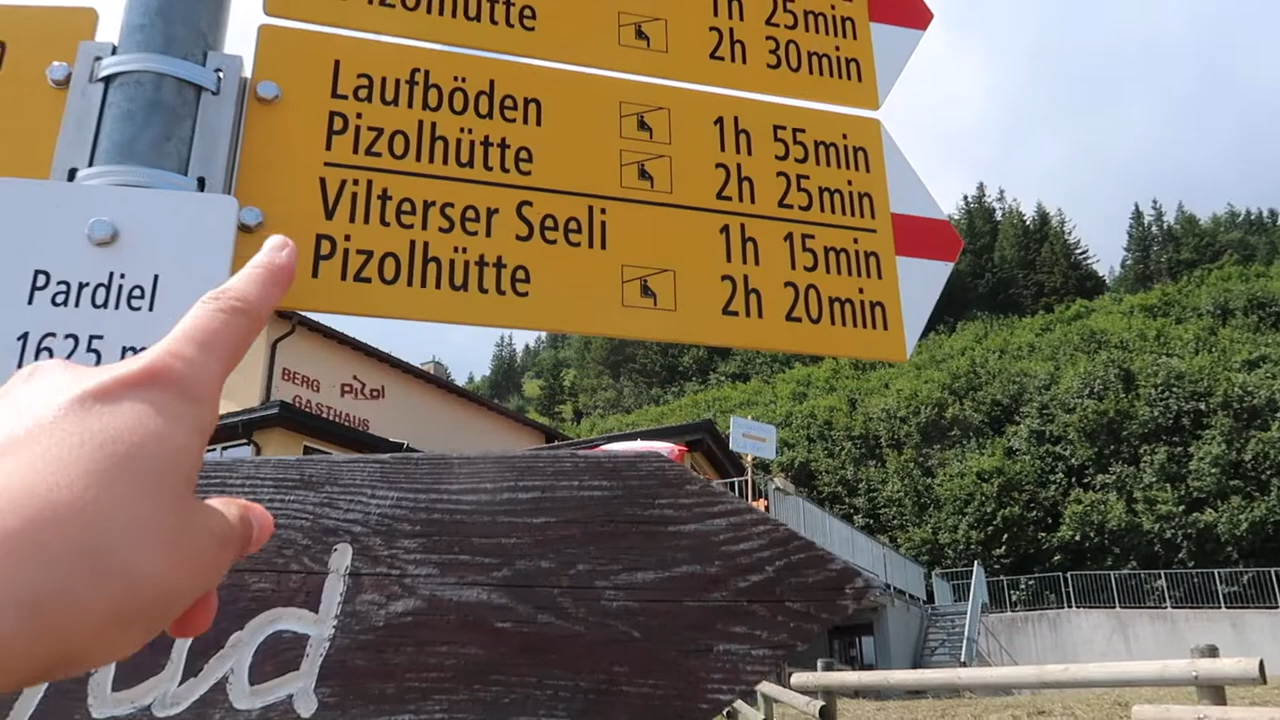 Pizolhütte 1h 25min
2h 30min
Laufböden 1h 55min
Pizolhütte 2h 25min
Vilterser Seeli 1h 15min
Pizolhütte 2h 20min
Pardiel
1625 m
BERG Pizol
GASTHAUS